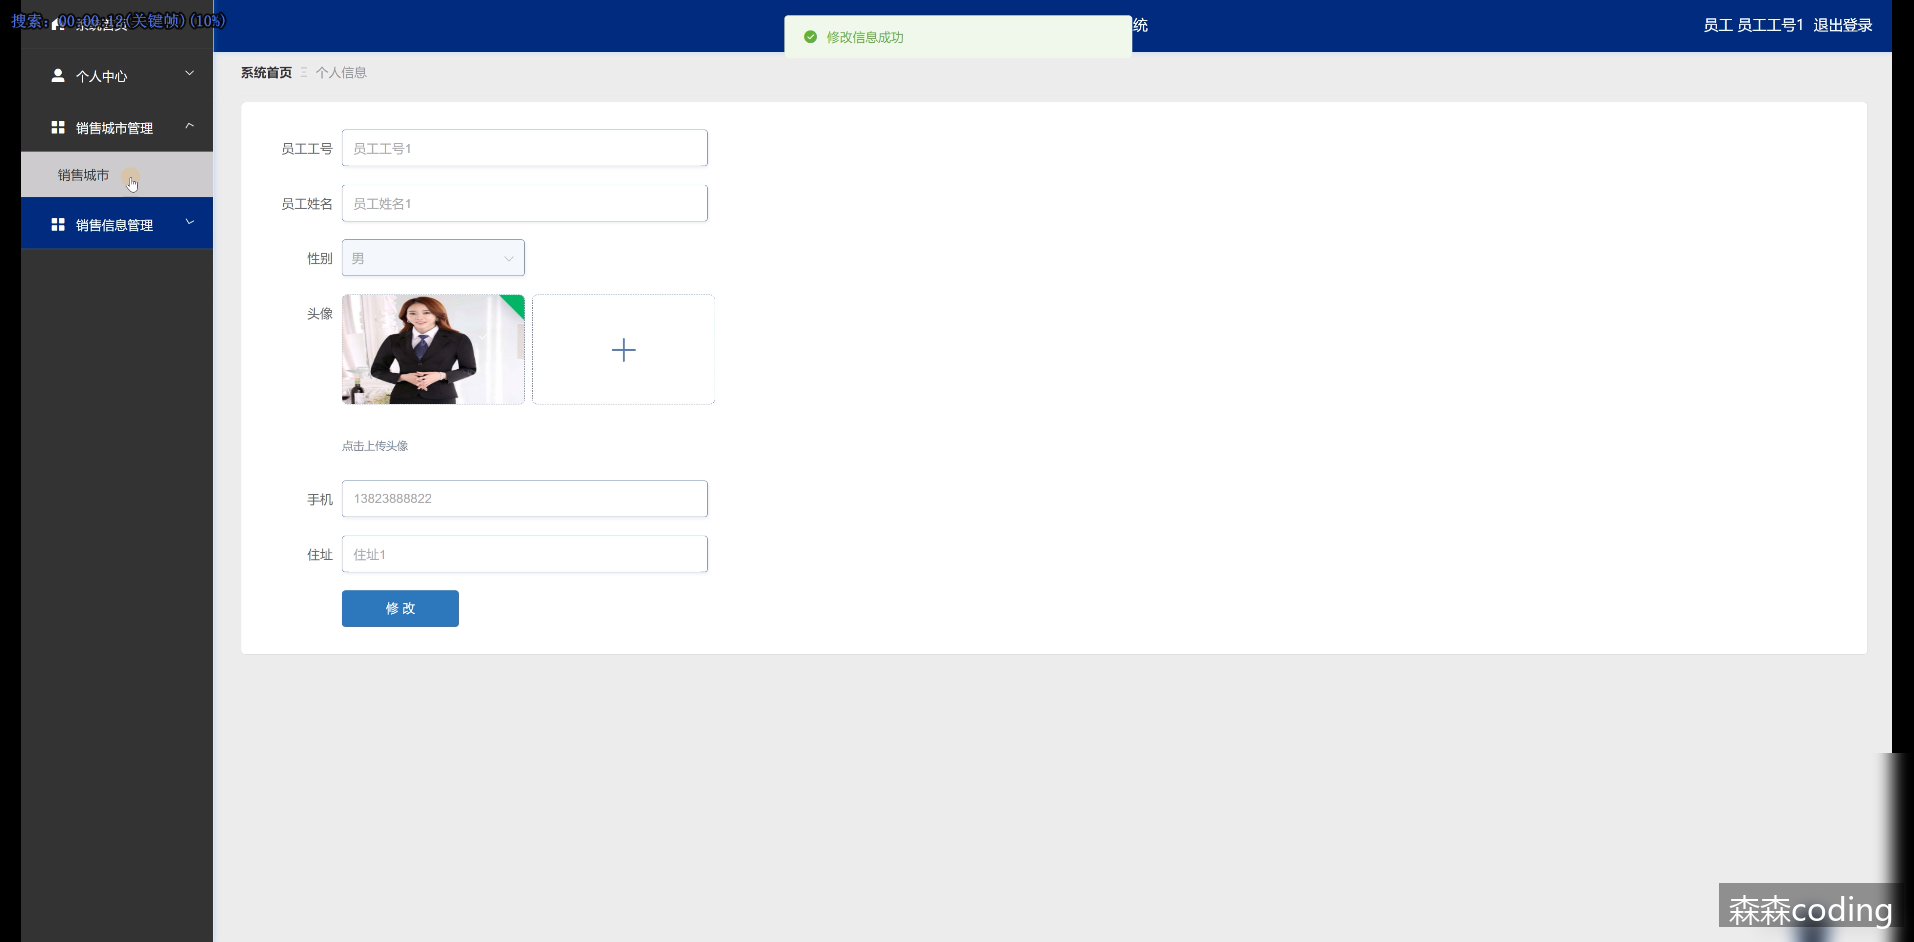 搜索：00:00:12(关键帧)(10%)
系统首页
统
员工 员工工号1 退出登录
修改信息成功
个人中心
销售城市管理
销售城市
销售信息管理
系统首页 个人信息
员工工号 员工工号1
员工姓名 员工姓名1
性别 男
头像
点击上传头像
手机 13823888822
住址 住址1
修 改
森森coding